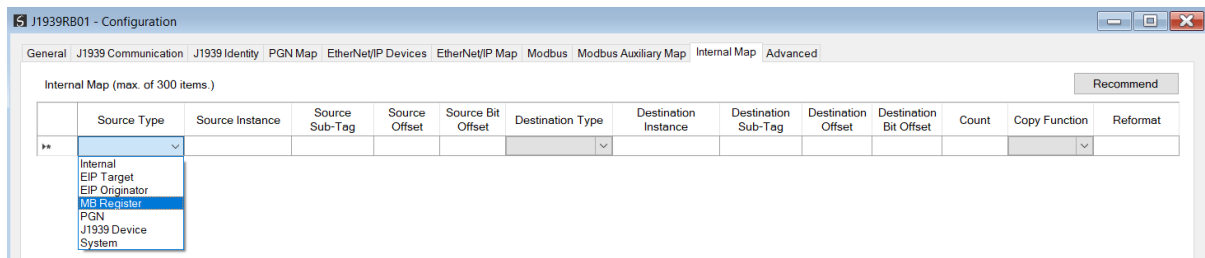 J1939RB01 - Configuration
General J1939 Communication J1939 Identity PGN Map EtherNet/IP Devices EtherNet/IP Map Modbus Modbus Auxiliary Map Internal Map Advanced
Internal Map (max. of 300 items.) Recommend
Source Type Source Instance Source Sub-Tag Source Offset Source Bit Offset Destination Type Destination Instance Destination Sub-Tag Destination Offset Destination Bit Offset Count Copy Function Reformat
Internal
EIP Target
EIP Originator
MB Register
PGN
J1939 Device
System